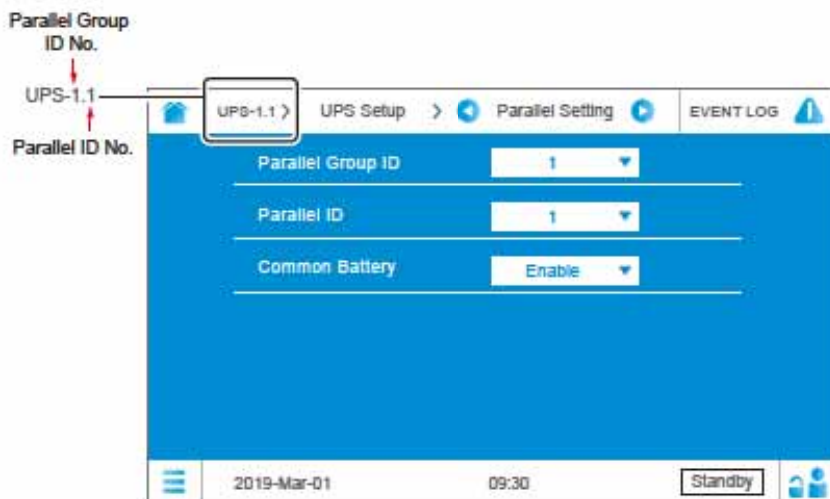 Parallel Group
ID No.
UPS-1.1
Parallel ID No.
UPS-1.1 > UPS Setup > Parallel Setting EVENT LOG
Parallel Group ID 1
Parallel ID 1
Common Battery Enable
2019-Mar-01 09:30 Standby